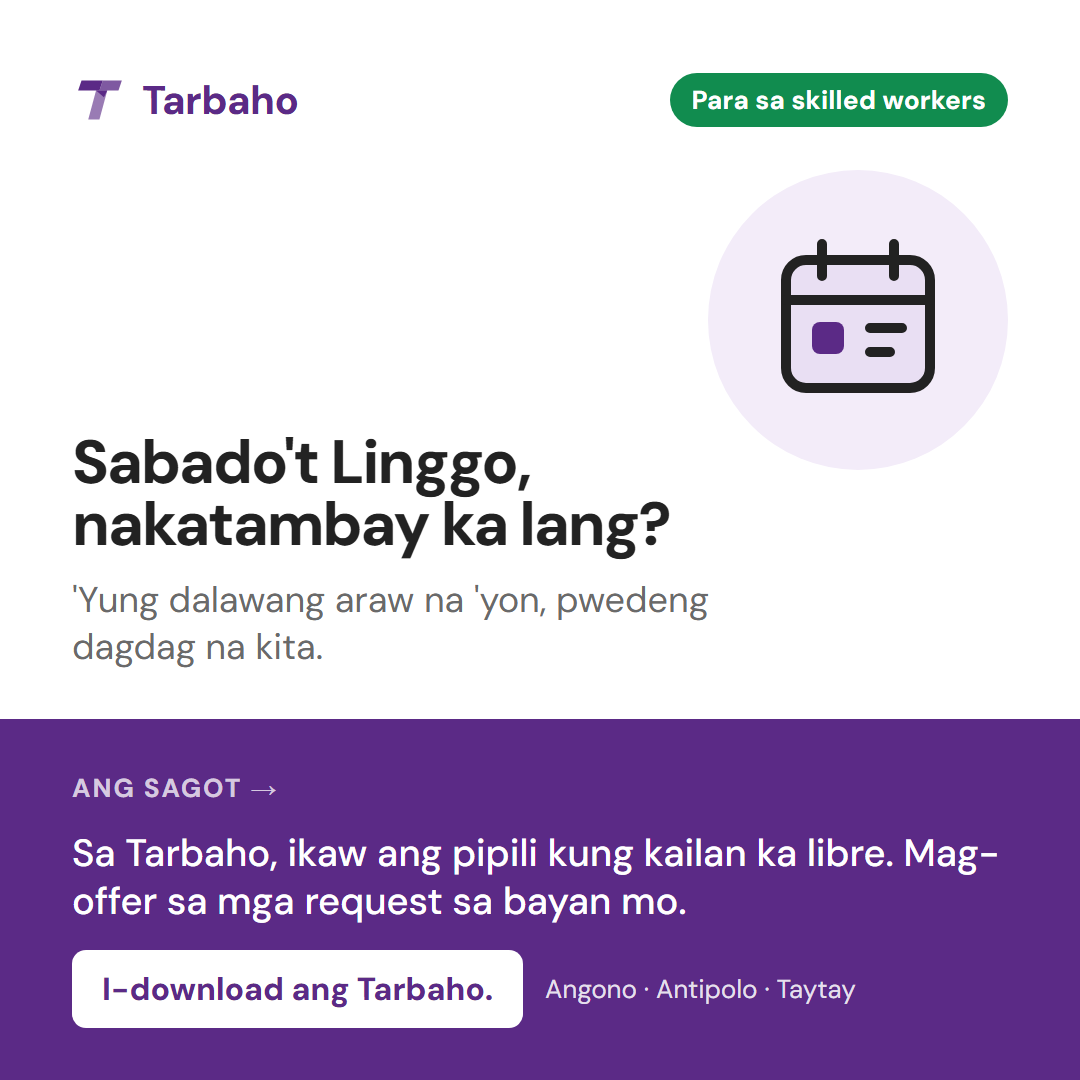 Tarbaho
Para sa skilled workers
Sabado't Linggo,
nakatambay ka lang?
'Yung dalawang araw na 'yon, pwedeng
dagdag na kita.
ANG SAGOT →
Sa Tarbaho, ikaw ang pipili kung kailan ka libre. Mag-
offer sa mga request sa bayan mo.
I-download ang Tarbaho.
Angono · Antipolo · Taytay